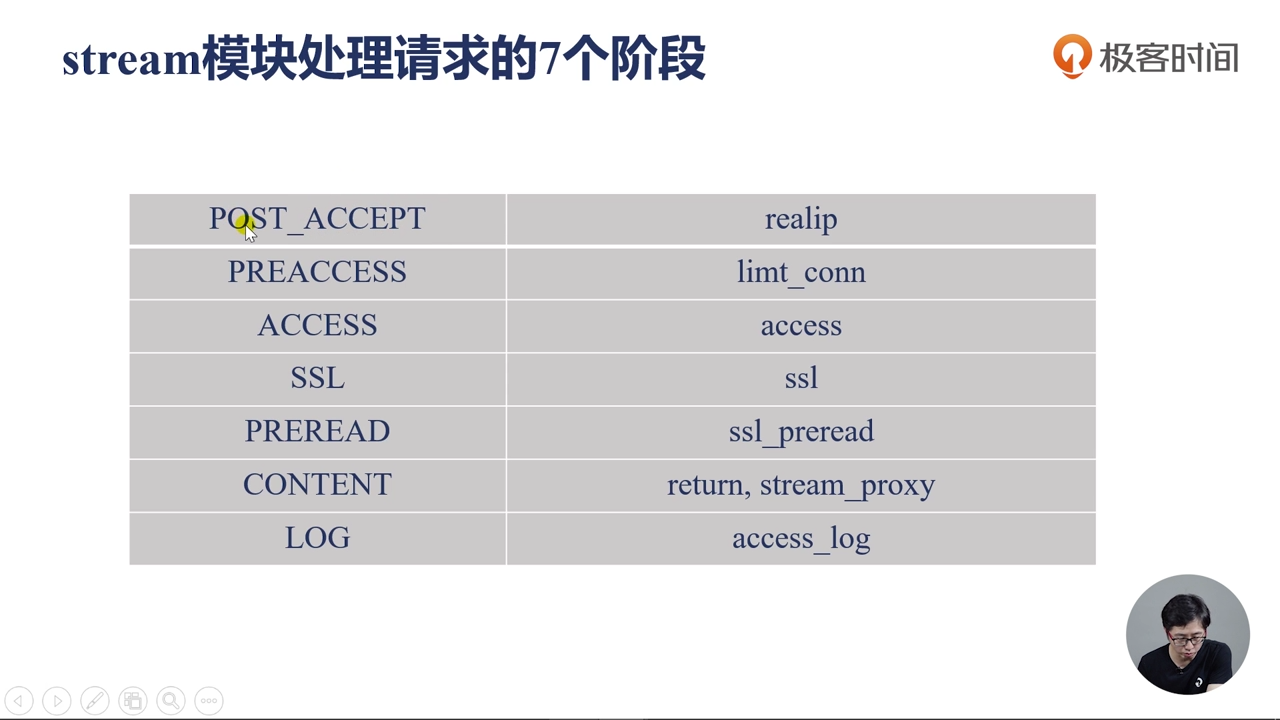 stream模块处理请求的7个阶段
极客时间
POST_ACCEPT realip
PREACCESS limt_conn
ACCESS access
SSL ssl
PREREAD ssl_preread
CONTENT return, stream_proxy
LOG access_log